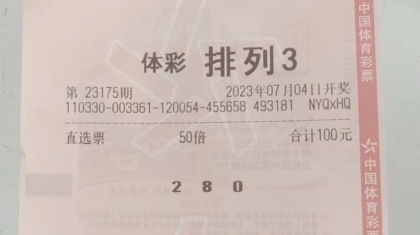 体彩 排列3
第 23175期 2023年07月04日开奖
110330-003361-120054-455658 493181 NYQxHQ
直选票 50倍 合计100元
2 8 0
中国体育彩票
中国体育彩票